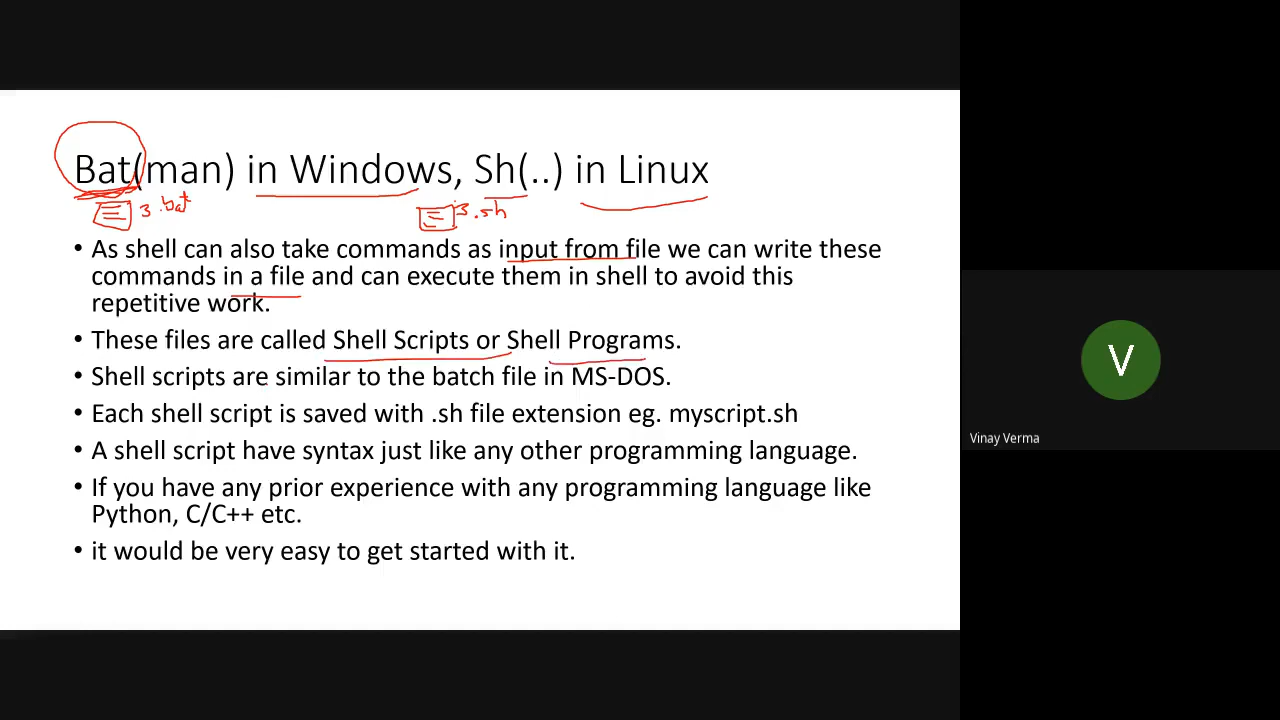 Bat(man) in Windows, Sh(..) in Linux
3 .bat
3 .sh
• As shell can also take commands as input from file we can write these
commands in a file and can execute them in shell to avoid this
repetitive work.
• These files are called Shell Scripts or Shell Programs.
• Shell scripts are similar to the batch file in MS-DOS.
• Each shell script is saved with .sh file extension eg. myscript.sh
• A shell script have syntax just like any other programming language.
• If you have any prior experience with any programming language like
Python, C/C++ etc.
• it would be very easy to get started with it.
V
Vinay Verma